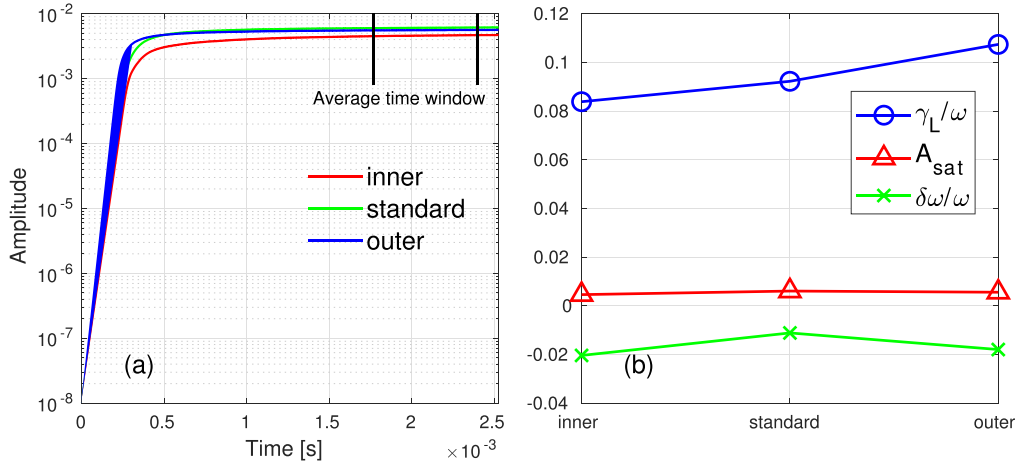 10⁻²
10⁻³
10⁻⁴
10⁻⁵
10⁻⁶
10⁻⁷
10⁻⁸
Amplitude
Average time window
inner
standard
outer
(a)
0 0.5 1 1.5 2 2.5
Time [s]
× 10⁻³
0.12
0.1
0.08
0.06
0.04
0.02
0
-0.02
-0.04
γ_L/ω
A_sat
δω/ω
(b)
inner standard outer